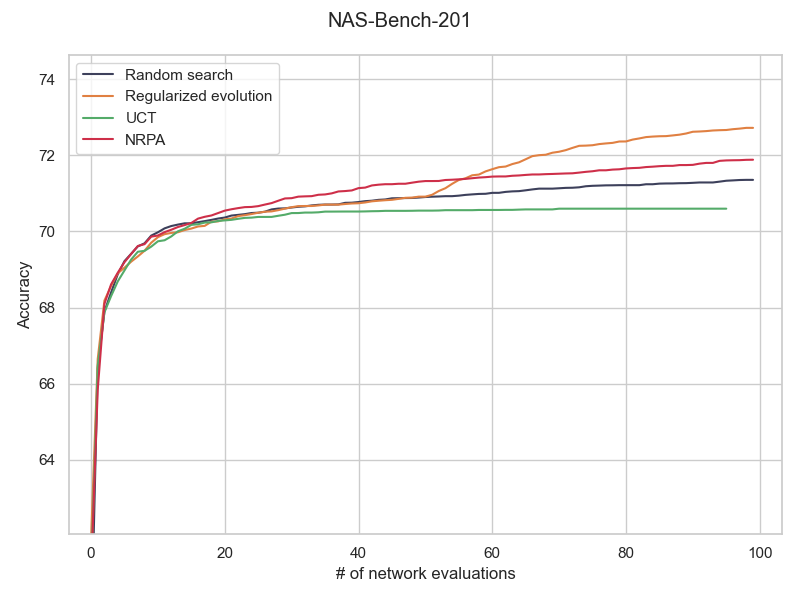 NAS-Bench-201
Random search
Regularized evolution
UCT
NRPA
Accuracy
74
72
70
68
66
64
0 20 40 60 80 100
# of network evaluations